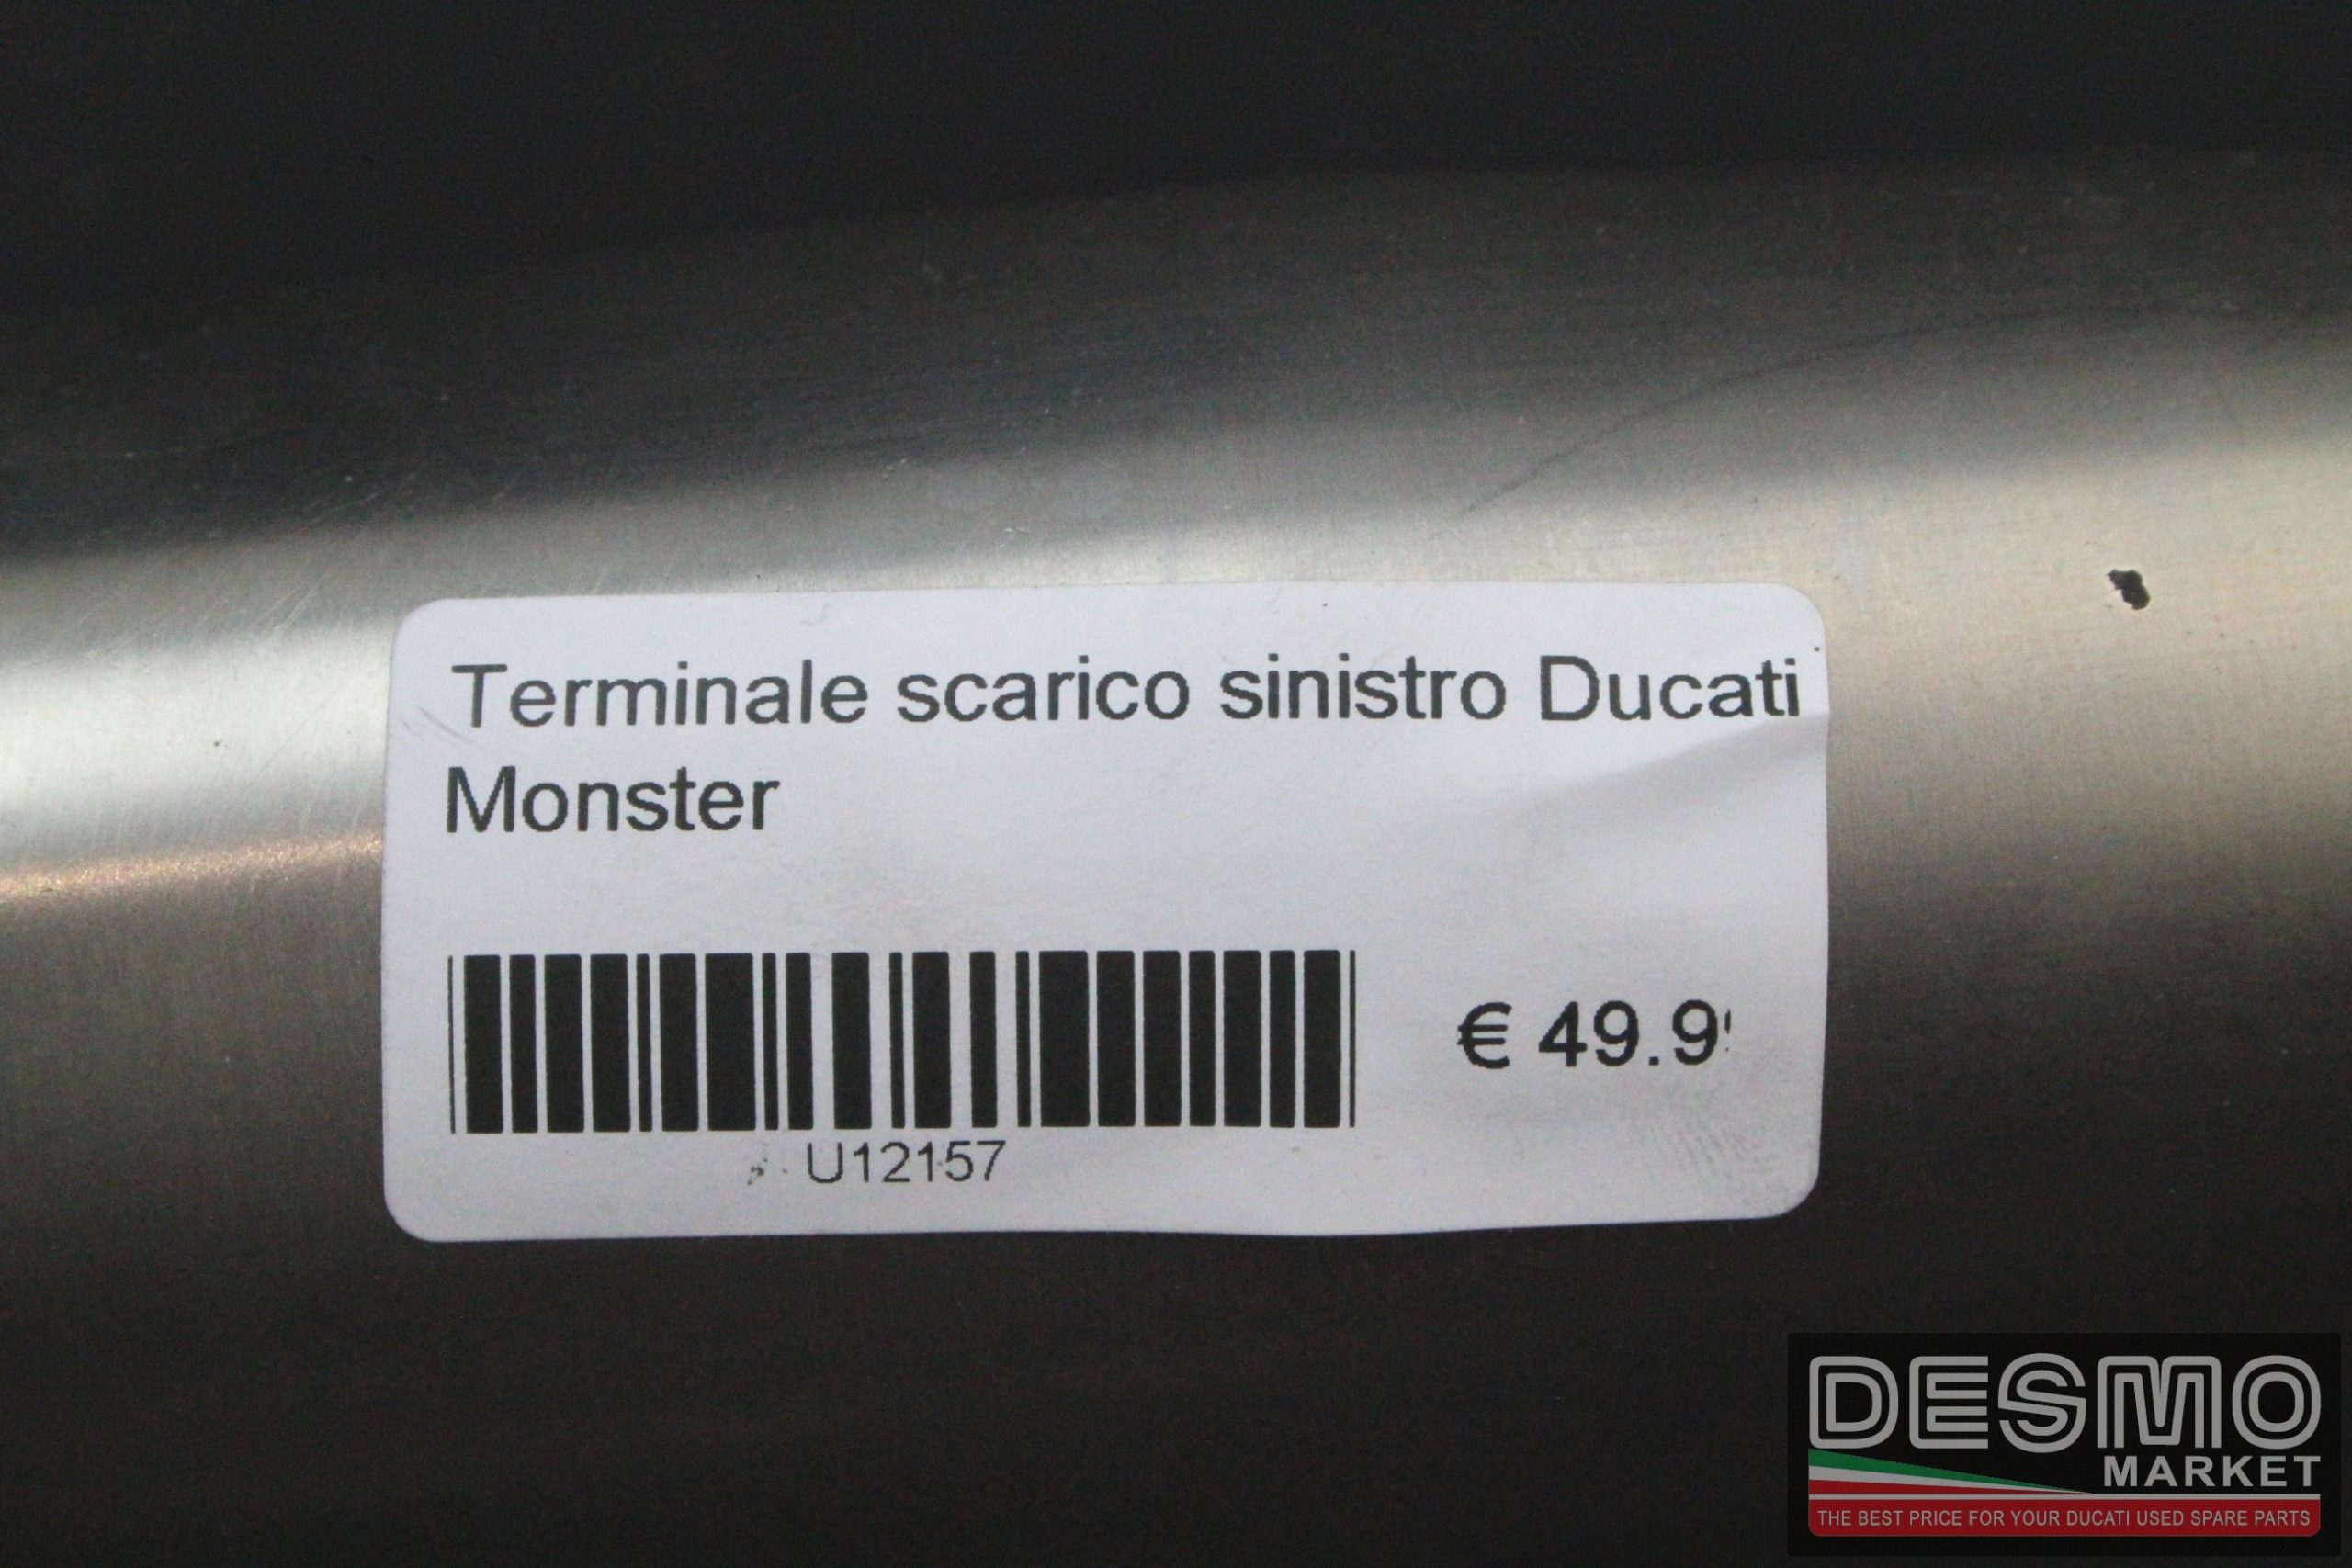 Terminale scarico sinistro Ducati
Monster
€ 49.9
U12157
DESMO
MARKET
THE BEST PRICE FOR YOUR DUCATI USED SPARE PARTS